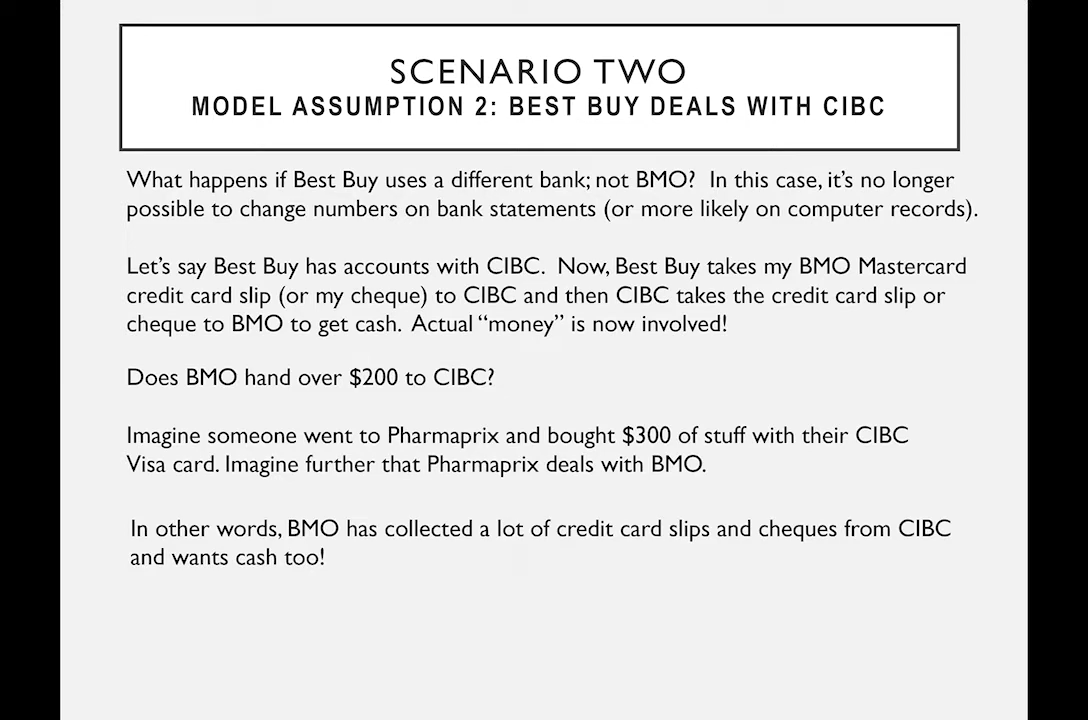 SCENARIO TWO
MODEL ASSUMPTION 2: BEST BUY DEALS WITH CIBC
What happens if Best Buy uses a different bank; not BMO?  In this case, it’s no longer
possible to change numbers on bank statements (or more likely on computer records).
Let’s say Best Buy has accounts with CIBC.  Now, Best Buy takes my BMO Mastercard
credit card slip (or my cheque) to CIBC and then CIBC takes the credit card slip or
cheque to BMO to get cash.  Actual “money” is now involved!
Does BMO hand over $200 to CIBC?
Imagine someone went to Pharmaprix and bought $300 of stuff with their CIBC
Visa card. Imagine further that Pharmaprix deals with BMO.
In other words, BMO has collected a lot of credit card slips and cheques from CIBC
and wants cash too!